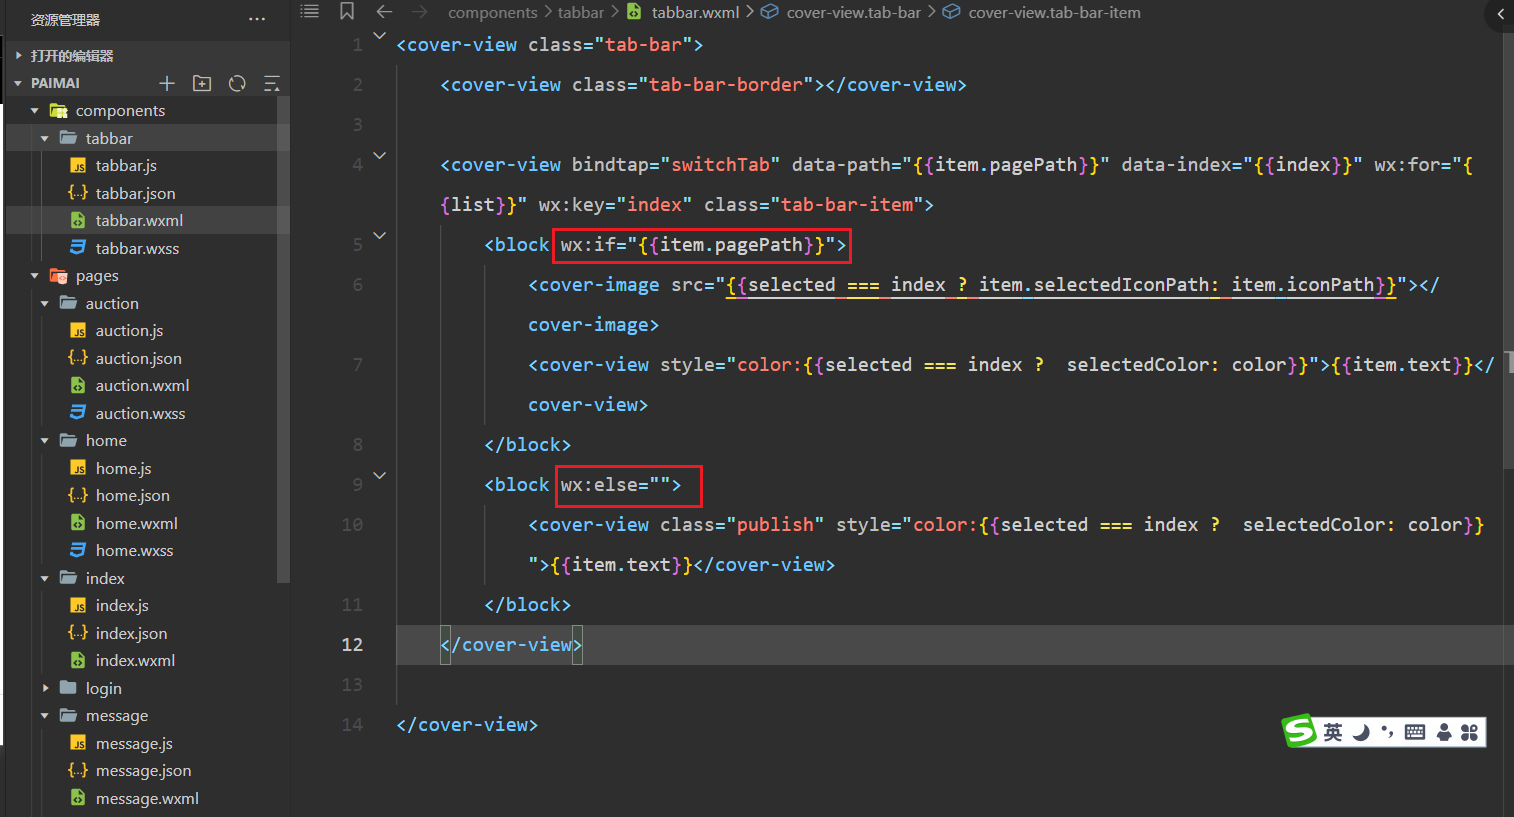 资源管理器
···
components > tabbar > tabbar.wxml > cover-view.tab-bar > cover-view.tab-bar-item
打开的编辑器
PAIMAI
components
tabbar
tabbar.js
tabbar.json
tabbar.wxml
tabbar.wxss
pages
auction
auction.js
auction.json
auction.wxml
auction.wxss
home
home.js
home.json
home.wxml
home.wxss
index
index.js
index.json
index.wxml
login
message
message.js
message.json
message.wxml
1 <cover-view class="tab-bar">
2 <cover-view class="tab-bar-border"></cover-view>
3
4 <cover-view bindtap="switchTab" data-path="{{item.pagePath}}" data-index="{{index}}" wx:for="{
{list}}" wx:key="index" class="tab-bar-item">
5 <block wx:if="{{item.pagePath}}">
6 <cover-image src="{{selected === index ? item.selectedIconPath: item.iconPath}}"></
cover-image>
7 <cover-view style="color:{{selected === index ?  selectedColor: color}}">{{item.text}}</
cover-view>
8 </block>
9 <block wx:else="">
10 <cover-view class="publish" style="color:{{selected === index ?  selectedColor: color}}
">{{item.text}}</cover-view>
11 </block>
12 </cover-view>
13
14 </cover-view>
S 英